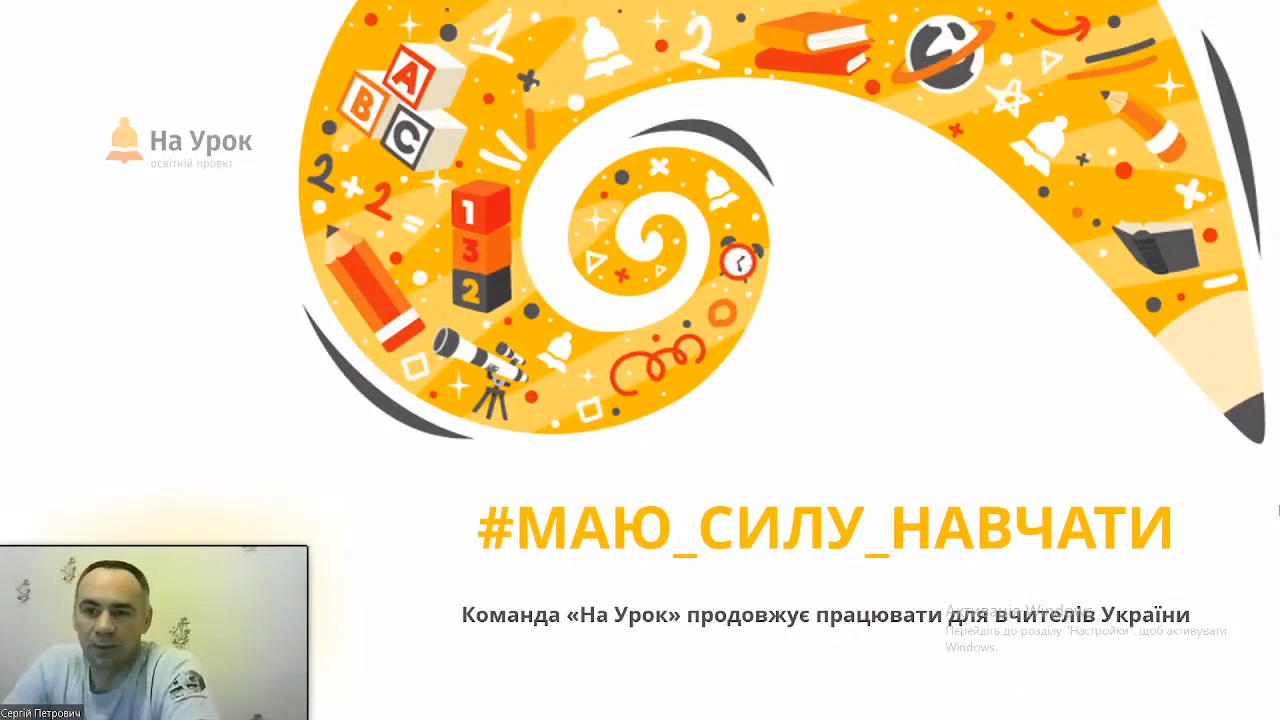 На Урок
освітній проект
A
B
C
1
2
2
2
1
3
2
#МАЮ_СИЛУ_НАВЧАТИ
Команда «На Урок» продовжує працювати для вчителів України
Активація Windows
Перейдіть до розділу "Настройки", щоб активувати
Windows.
Сергій Петрович